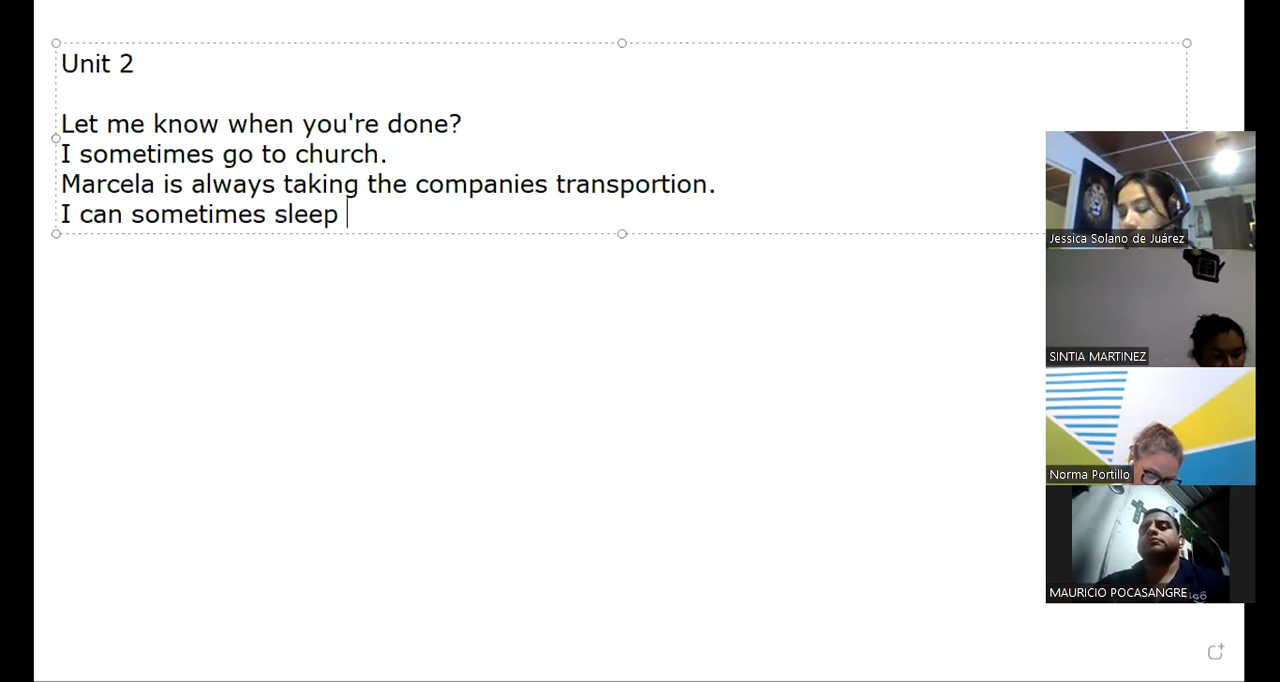 Unit 2
Let me know when you're done?
I sometimes go to church.
Marcela is always taking the companies transportion.
I can sometimes sleep
Jessica Solano de Juárez
SINTIA MARTINEZ
Norma Portillo
MAURICIO POCASANGRE